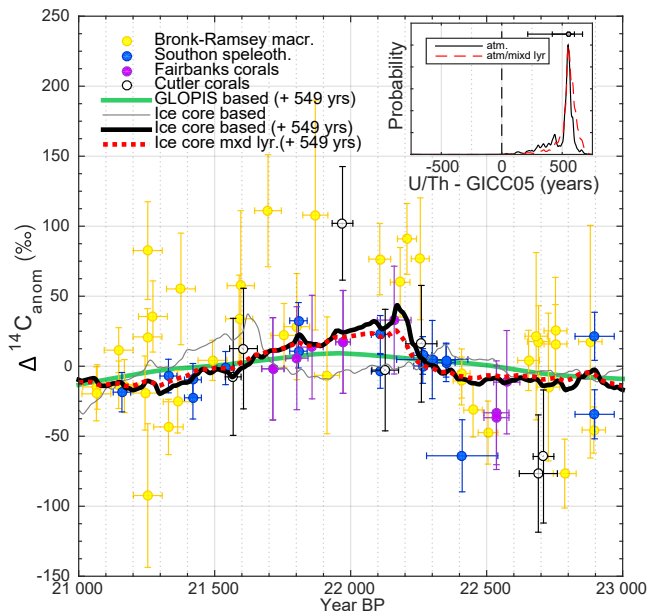 250
200
150
100
50
0
-50
-100
-150
Δ ¹⁴C anom (‰)
Bronk-Ramsey macr.
Southon speleoth.
Fairbanks corals
Cutler corals
GLOPIS based (+ 549 yrs)
Ice core based
Ice core based (+549 yrs)
Ice core mxd lyr.(+549 yrs)
Probability
atm.
atm/mixd lyr
-500 0 500
U/Th - GICC05 (years)
21 000 21 500 22 000 22 500 23 000
Year BP